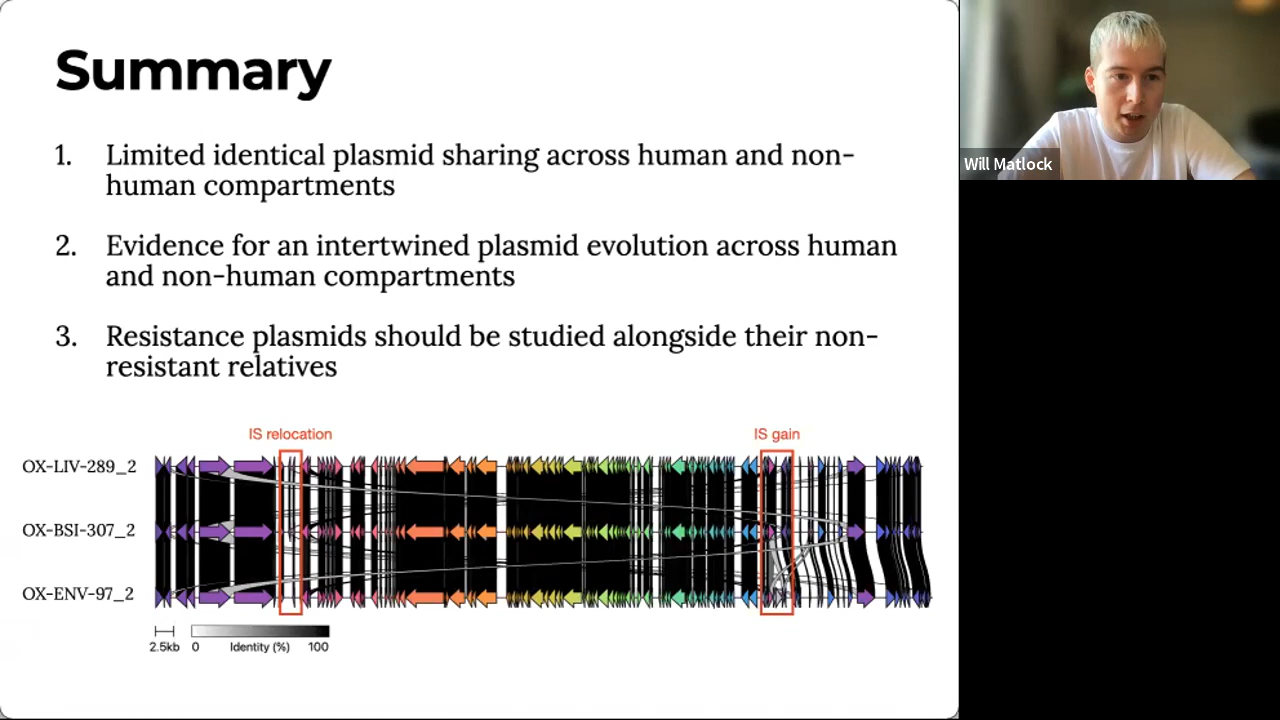 Summary
1. Limited identical plasmid sharing across human and non-
human compartments
2. Evidence for an intertwined plasmid evolution across human
and non-human compartments
3. Resistance plasmids should be studied alongside their non-
resistant relatives
IS relocation
IS gain
OX-LIV-289_2
OX-BSI-307_2
OX-ENV-97_2
2.5kb
0 Identity (%) 100
Will Matlock